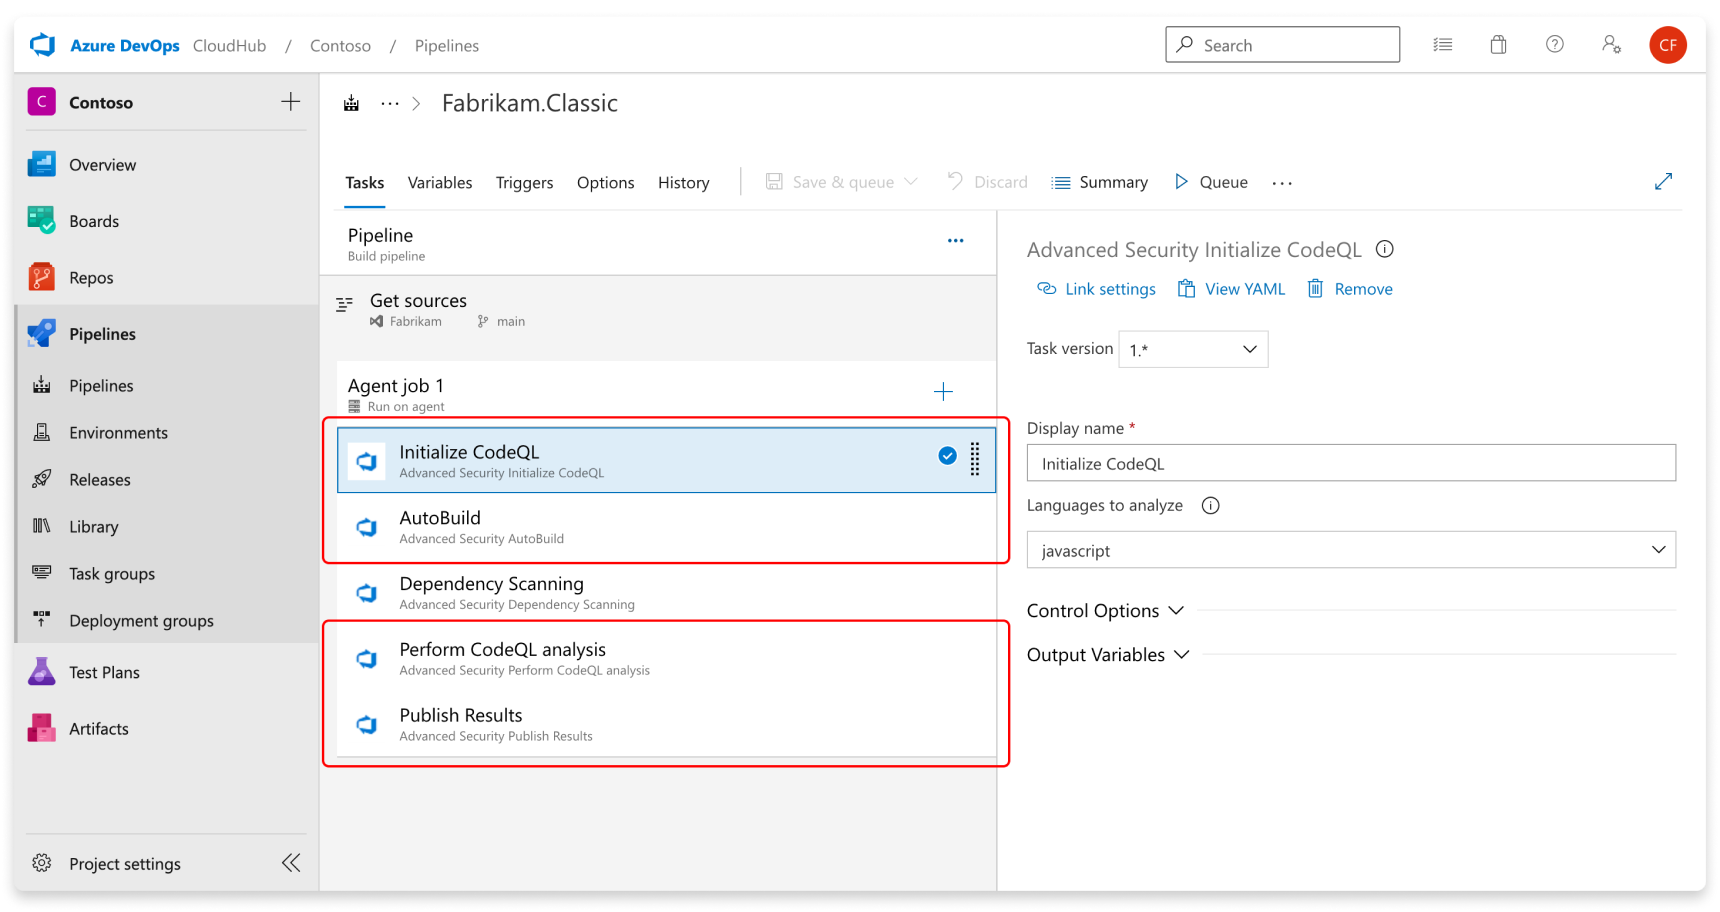 Azure DevOps CloudHub / Contoso / Pipelines
Search
CF
C Contoso
Overview
Boards
Repos
Pipelines
Pipelines
Environments
Releases
Library
Task groups
Deployment groups
Test Plans
Artifacts
Project settings
··· > Fabrikam.Classic
Tasks Variables Triggers Options History Save & queue Discard Summary Queue ···
Pipeline
Build pipeline
Get sources
Fabrikam main
Agent job 1
Run on agent
Initialize CodeQL
Advanced Security Initialize CodeQL
AutoBuild
Advanced Security AutoBuild
Dependency Scanning
Advanced Security Dependency Scanning
Perform CodeQL analysis
Advanced Security Perform CodeQL analysis
Publish Results
Advanced Security Publish Results
Advanced Security Initialize CodeQL
Link settings View YAML Remove
Task version 1.*
Display name *
Initialize CodeQL
Languages to analyze
javascript
Control Options
Output Variables